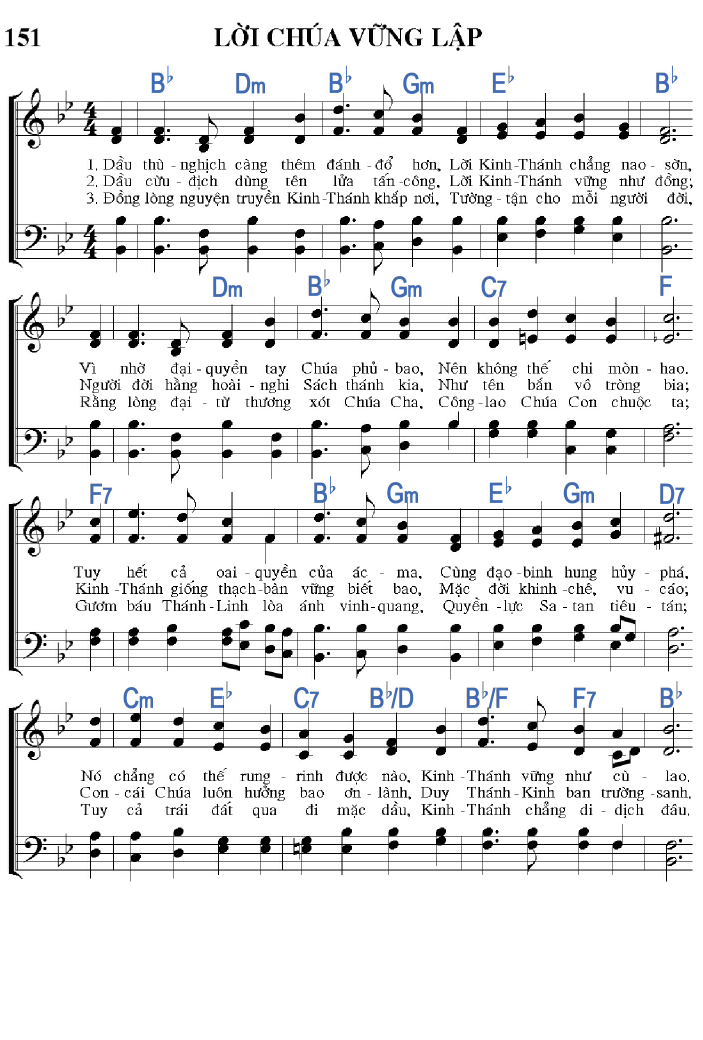 151 LỜI CHÚA VỮNG LẬP
B♭ Dm B♭ Gm E♭ B♭
1. Dầu thù-nghịch càng thêm đánh-đổ hơn, Lời Kinh-Thánh chẳng nao-sờn,
2. Dầu cừu-địch dùng tên lửa tấn-công, Lời Kinh-Thánh vững như đồng;
3. Đồng lòng nguyện truyền Kinh-Thánh khắp nơi, Tường-tận cho mỗi người đời,
Dm B♭ Gm C7 F
Vì nhờ đại-quyền tay Chúa phủ-bao, Nên không thể chi mòn-hao.
Người đời hằng hoài-nghi Sách thánh kia, Như tên bắn vô tròng bia;
Rằng lòng đại-từ thương xót Chúa Cha, Công-lao Chúa Con chuộc ta;
F7 B♭ Gm E♭ Gm D7
Tuy hết cả oai-quyền của ác-ma, Cùng đạo-binh hung hủy-phá,
Kinh-Thánh giống thạch-bàn vững biết bao, Mặc đời khinh-chê, vu-cáo;
Gươm báu Thánh-Linh lòa ánh vinh-quang, Quyền-lực Sa-tan tiêu-tán;
Cm E♭ C7 B♭/D B♭/F F7 B♭
Nó chẳng có thể rung-rinh được nào, Kinh-Thánh vững như cù-lao.
Con-cái Chúa luôn hưởng bao ơn-lành, Duy Thánh-Kinh ban trường-sanh.
Tuy cả trái đất qua đi mặc dầu, Kinh-Thánh chẳng di-dịch đâu.